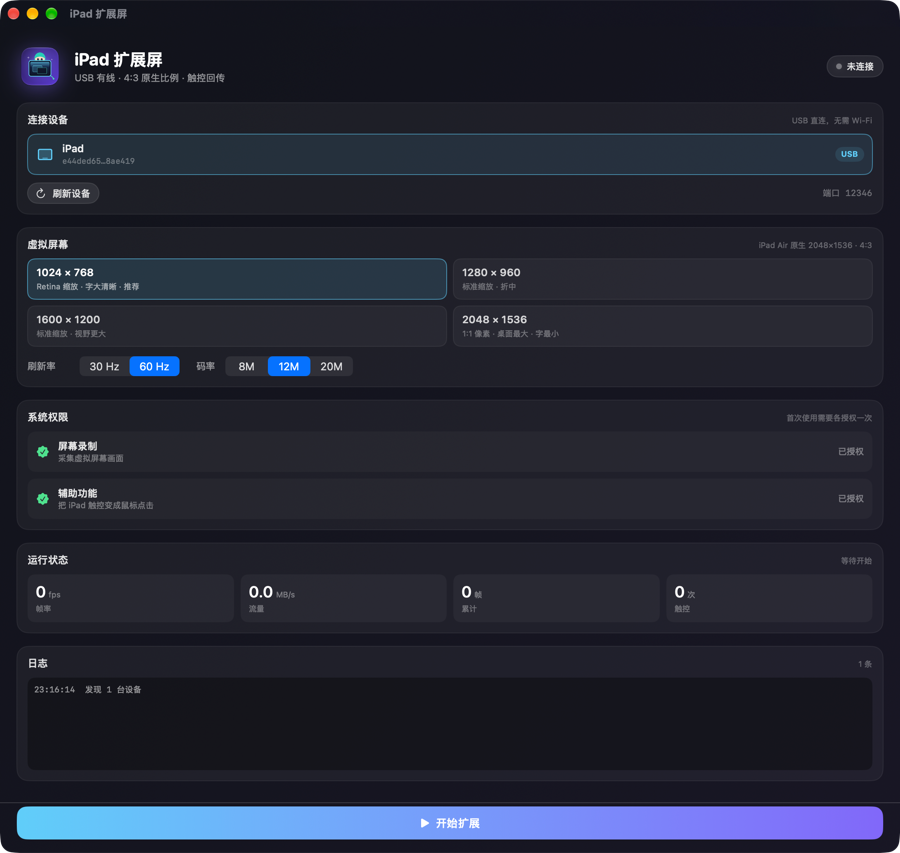 iPad 扩展屏
iPad 扩展屏
USB 有线 · 4:3 原生比例 · 触控回传
未连接
连接设备
USB 直连，无需 Wi-Fi
iPad
e44ded65…8ae419
USB
刷新设备
端口 12346
虚拟屏幕
iPad Air 原生 2048×1536 · 4:3
1024 × 768
Retina 缩放 · 字大清晰 · 推荐
1280 × 960
标准缩放 · 折中
1600 × 1200
标准缩放 · 视野更大
2048 × 1536
1:1 像素 · 桌面最大 · 字最小
刷新率 30 Hz 60 Hz 码率 8M 12M 20M
系统权限
首次使用需要各授权一次
屏幕录制
采集虚拟屏幕画面
已授权
辅助功能
把 iPad 触控变成鼠标点击
已授权
运行状态
等待开始
0 fps
帧率
0.0 MB/s
流量
0 帧
累计
0 次
触控
日志
1 条
23:16:14 发现 1 台设备
开始扩展